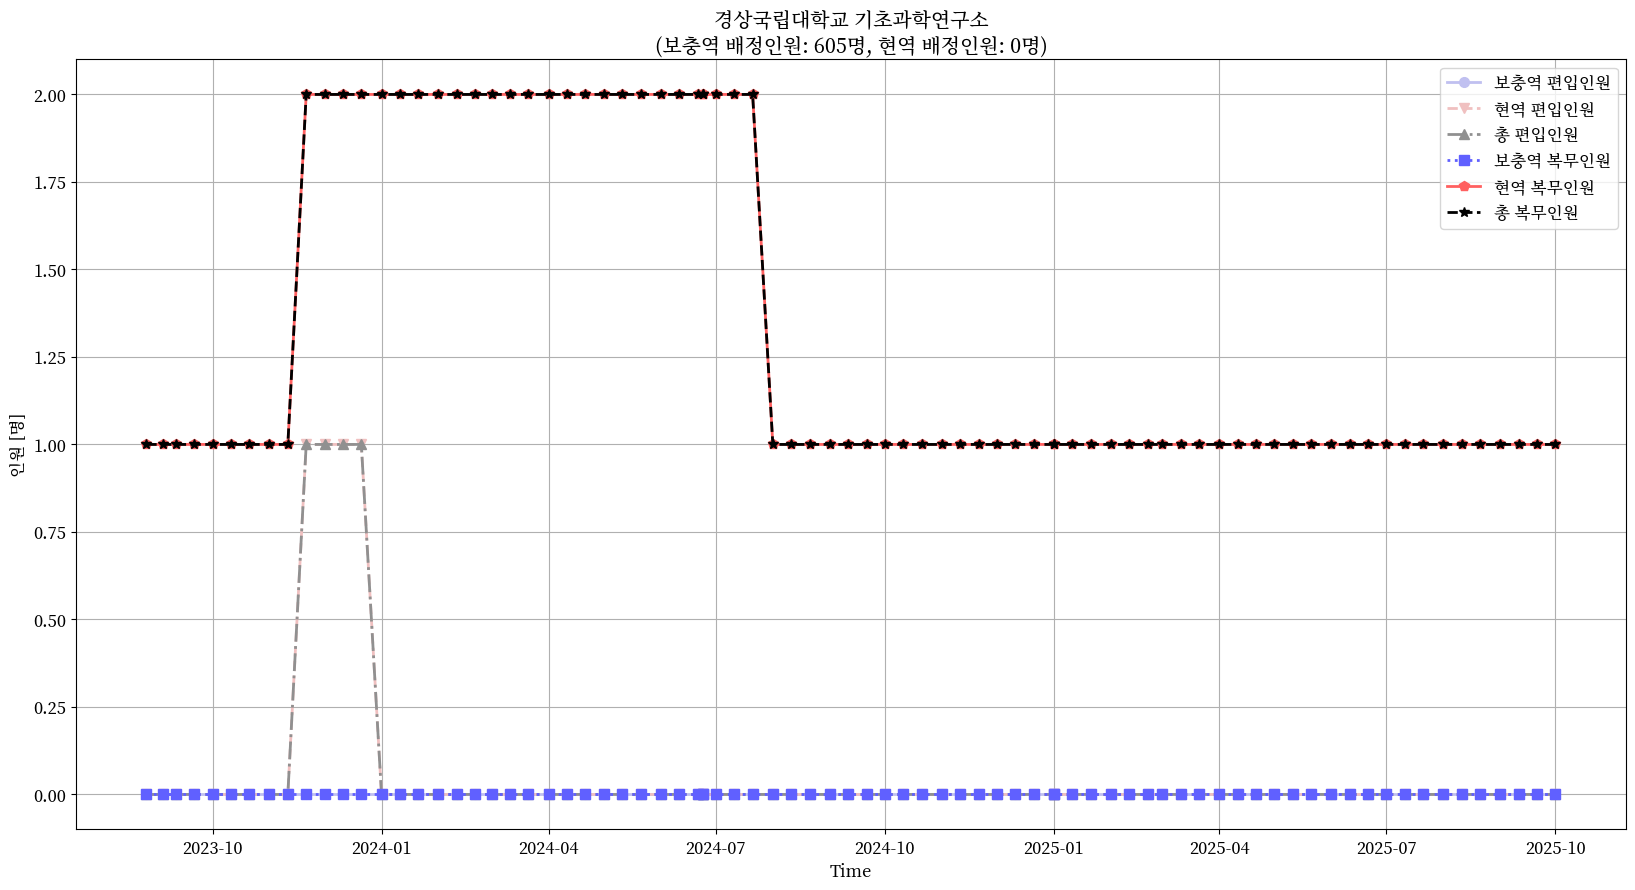 경상국립대학교 기초과학연구소
(보충역 배정인원: 605명, 현역 배정인원: 0명)
보충역 편입인원
현역 편입인원
총 편입인원
보충역 복무인원
현역 복무인원
총 복무인원
인원 [명]
2.00
1.75
1.50
1.25
1.00
0.75
0.50
0.25
0.00
2023-10
2024-01
2024-04
2024-07
2024-10
2025-01
2025-04
2025-07
2025-10
Time